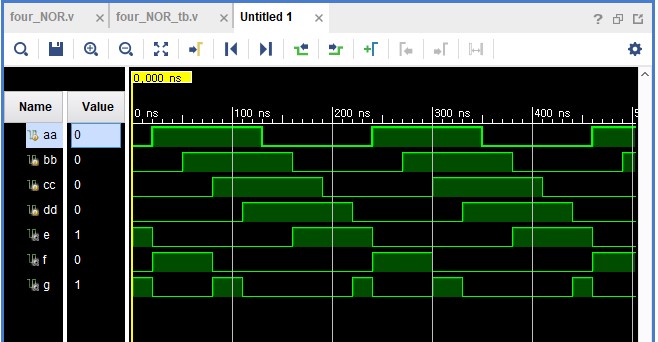 four_NOR.v × four_NOR_tb.v × Untitled 1 × ?
0,000 ns
Name Value
0 ns 100 ns 200 ns 300 ns 400 ns 5
aa 0
bb 0
cc 0
dd 0
e 1
f 0
g 1